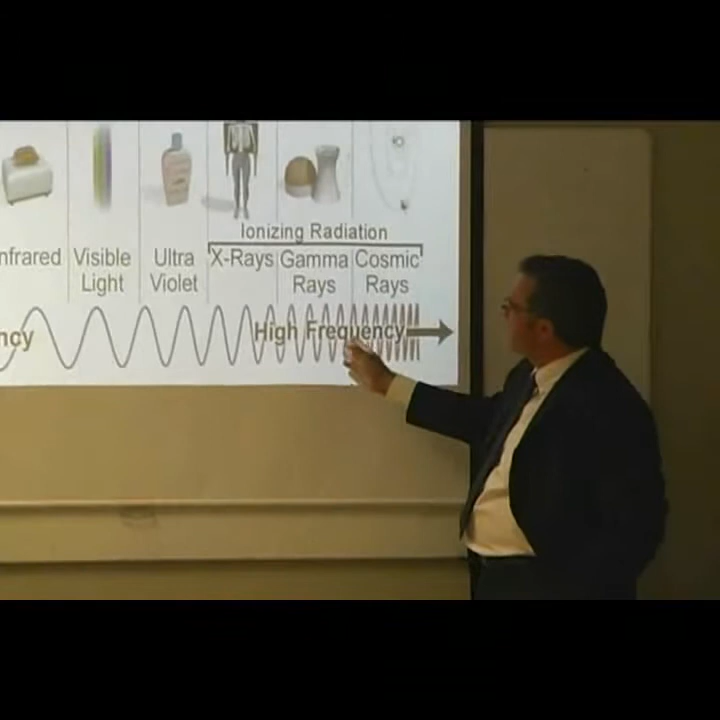 Ionizing Radiation
nfrared
Visible
Light
Ultra
Violet
X-Rays
Gamma
Rays
Cosmic
Rays
ncy
High Frequency